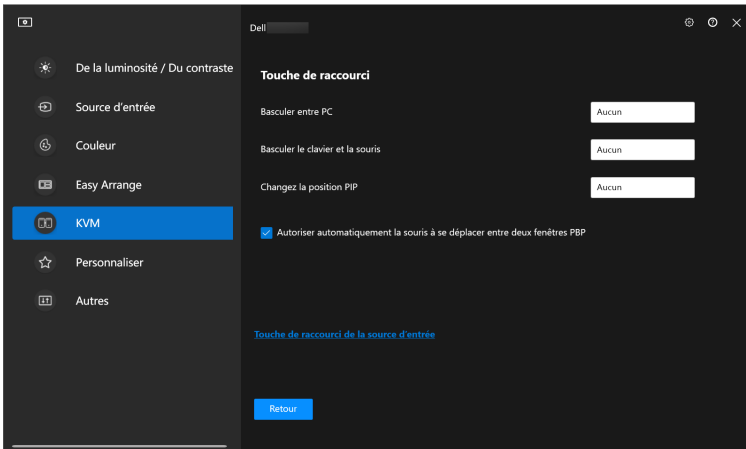 Dell
De la luminosité / Du contraste
Source d'entrée
Couleur
Easy Arrange
KVM
Personnaliser
Autres
Touche de raccourci
Basculer entre PC
Aucun
Basculer le clavier et la souris
Aucun
Changez la position PIP
Aucun
Autoriser automatiquement la souris à se déplacer entre deux fenêtres PBP
Touche de raccourci de la source d'entrée
Retour